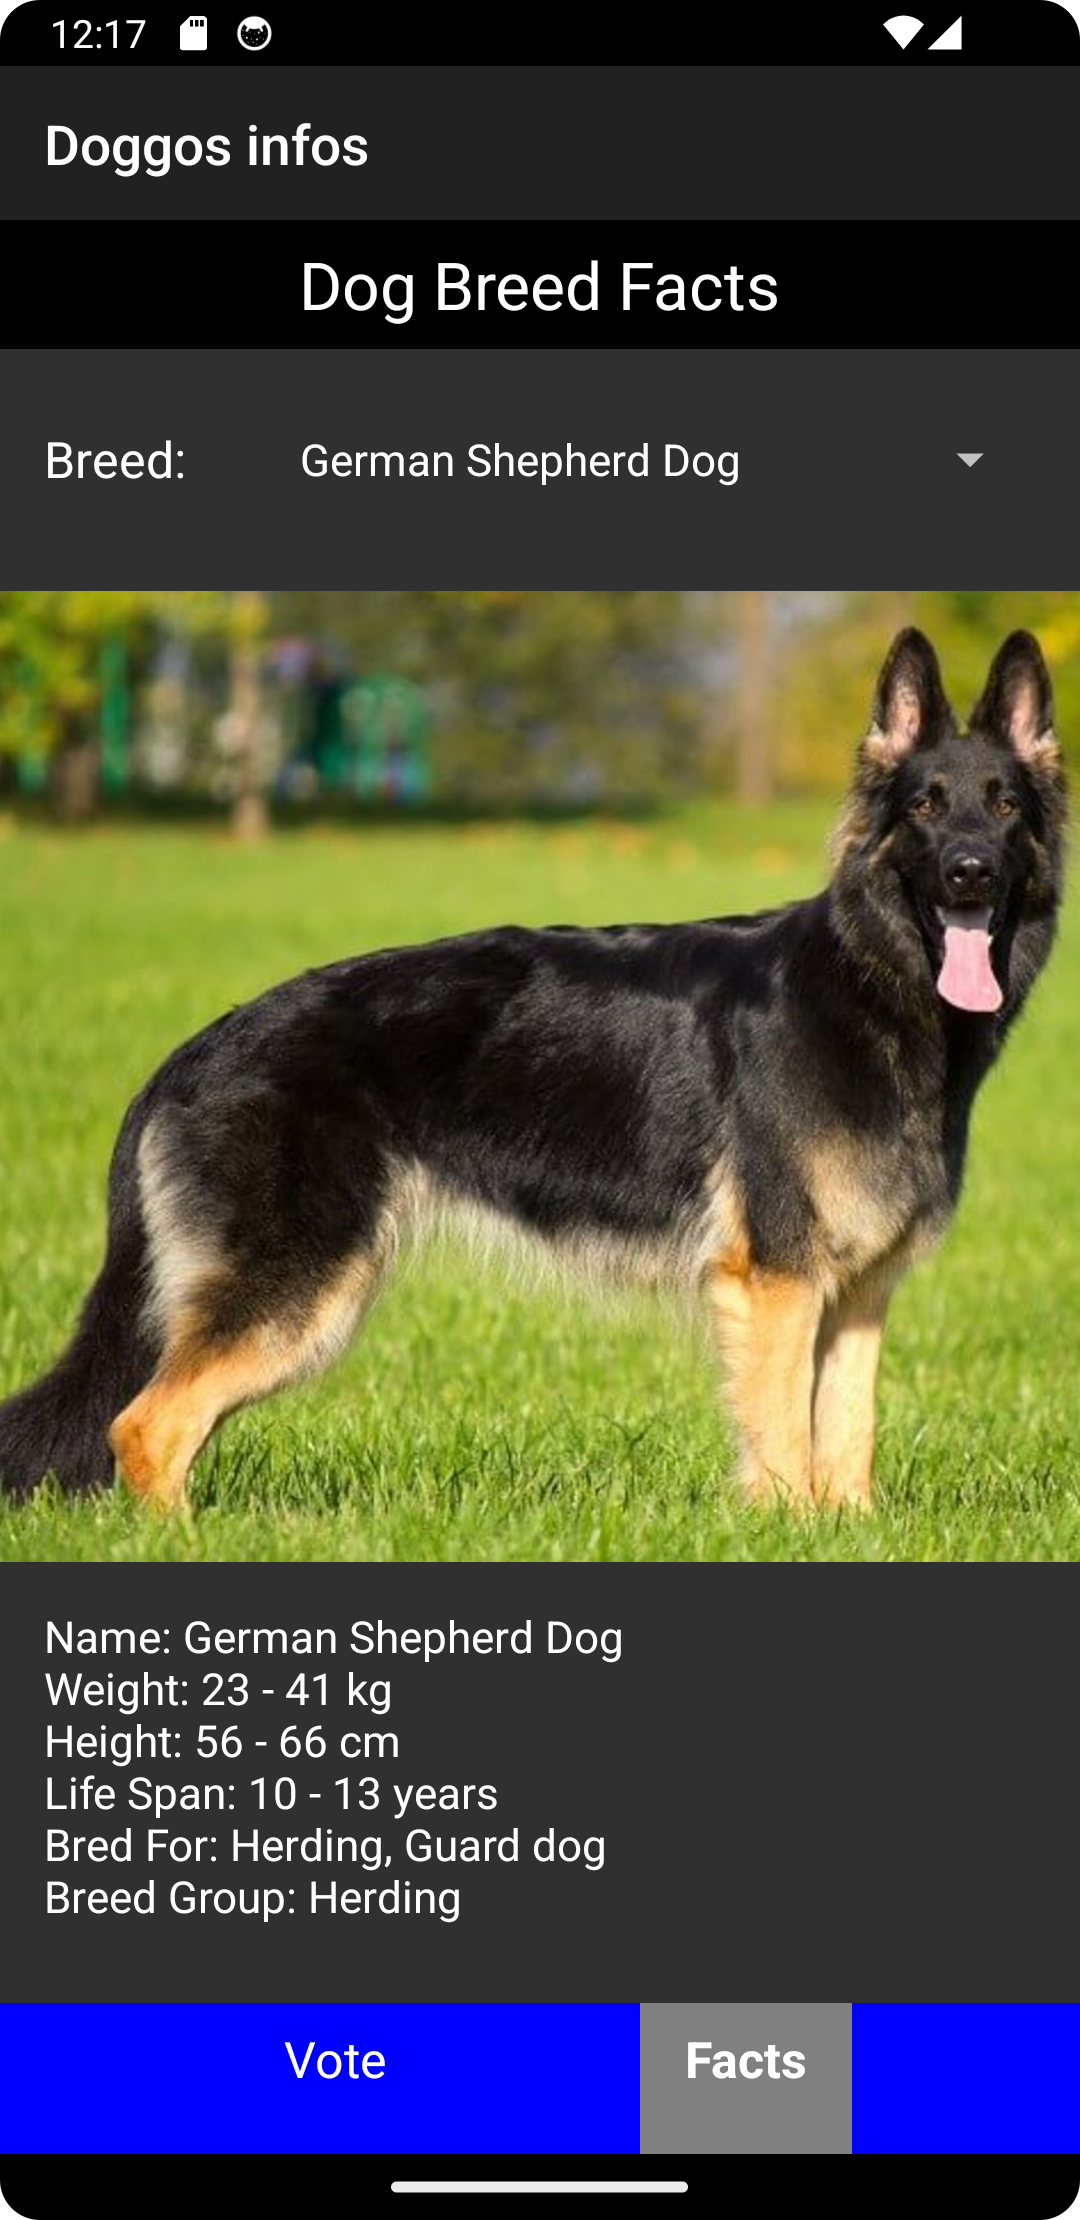 12:17
Doggos infos
Dog Breed Facts
Breed: German Shepherd Dog
Name: German Shepherd Dog
Weight: 23 - 41 kg
Height: 56 - 66 cm
Life Span: 10 - 13 years
Bred For: Herding, Guard dog
Breed Group: Herding
Vote Facts